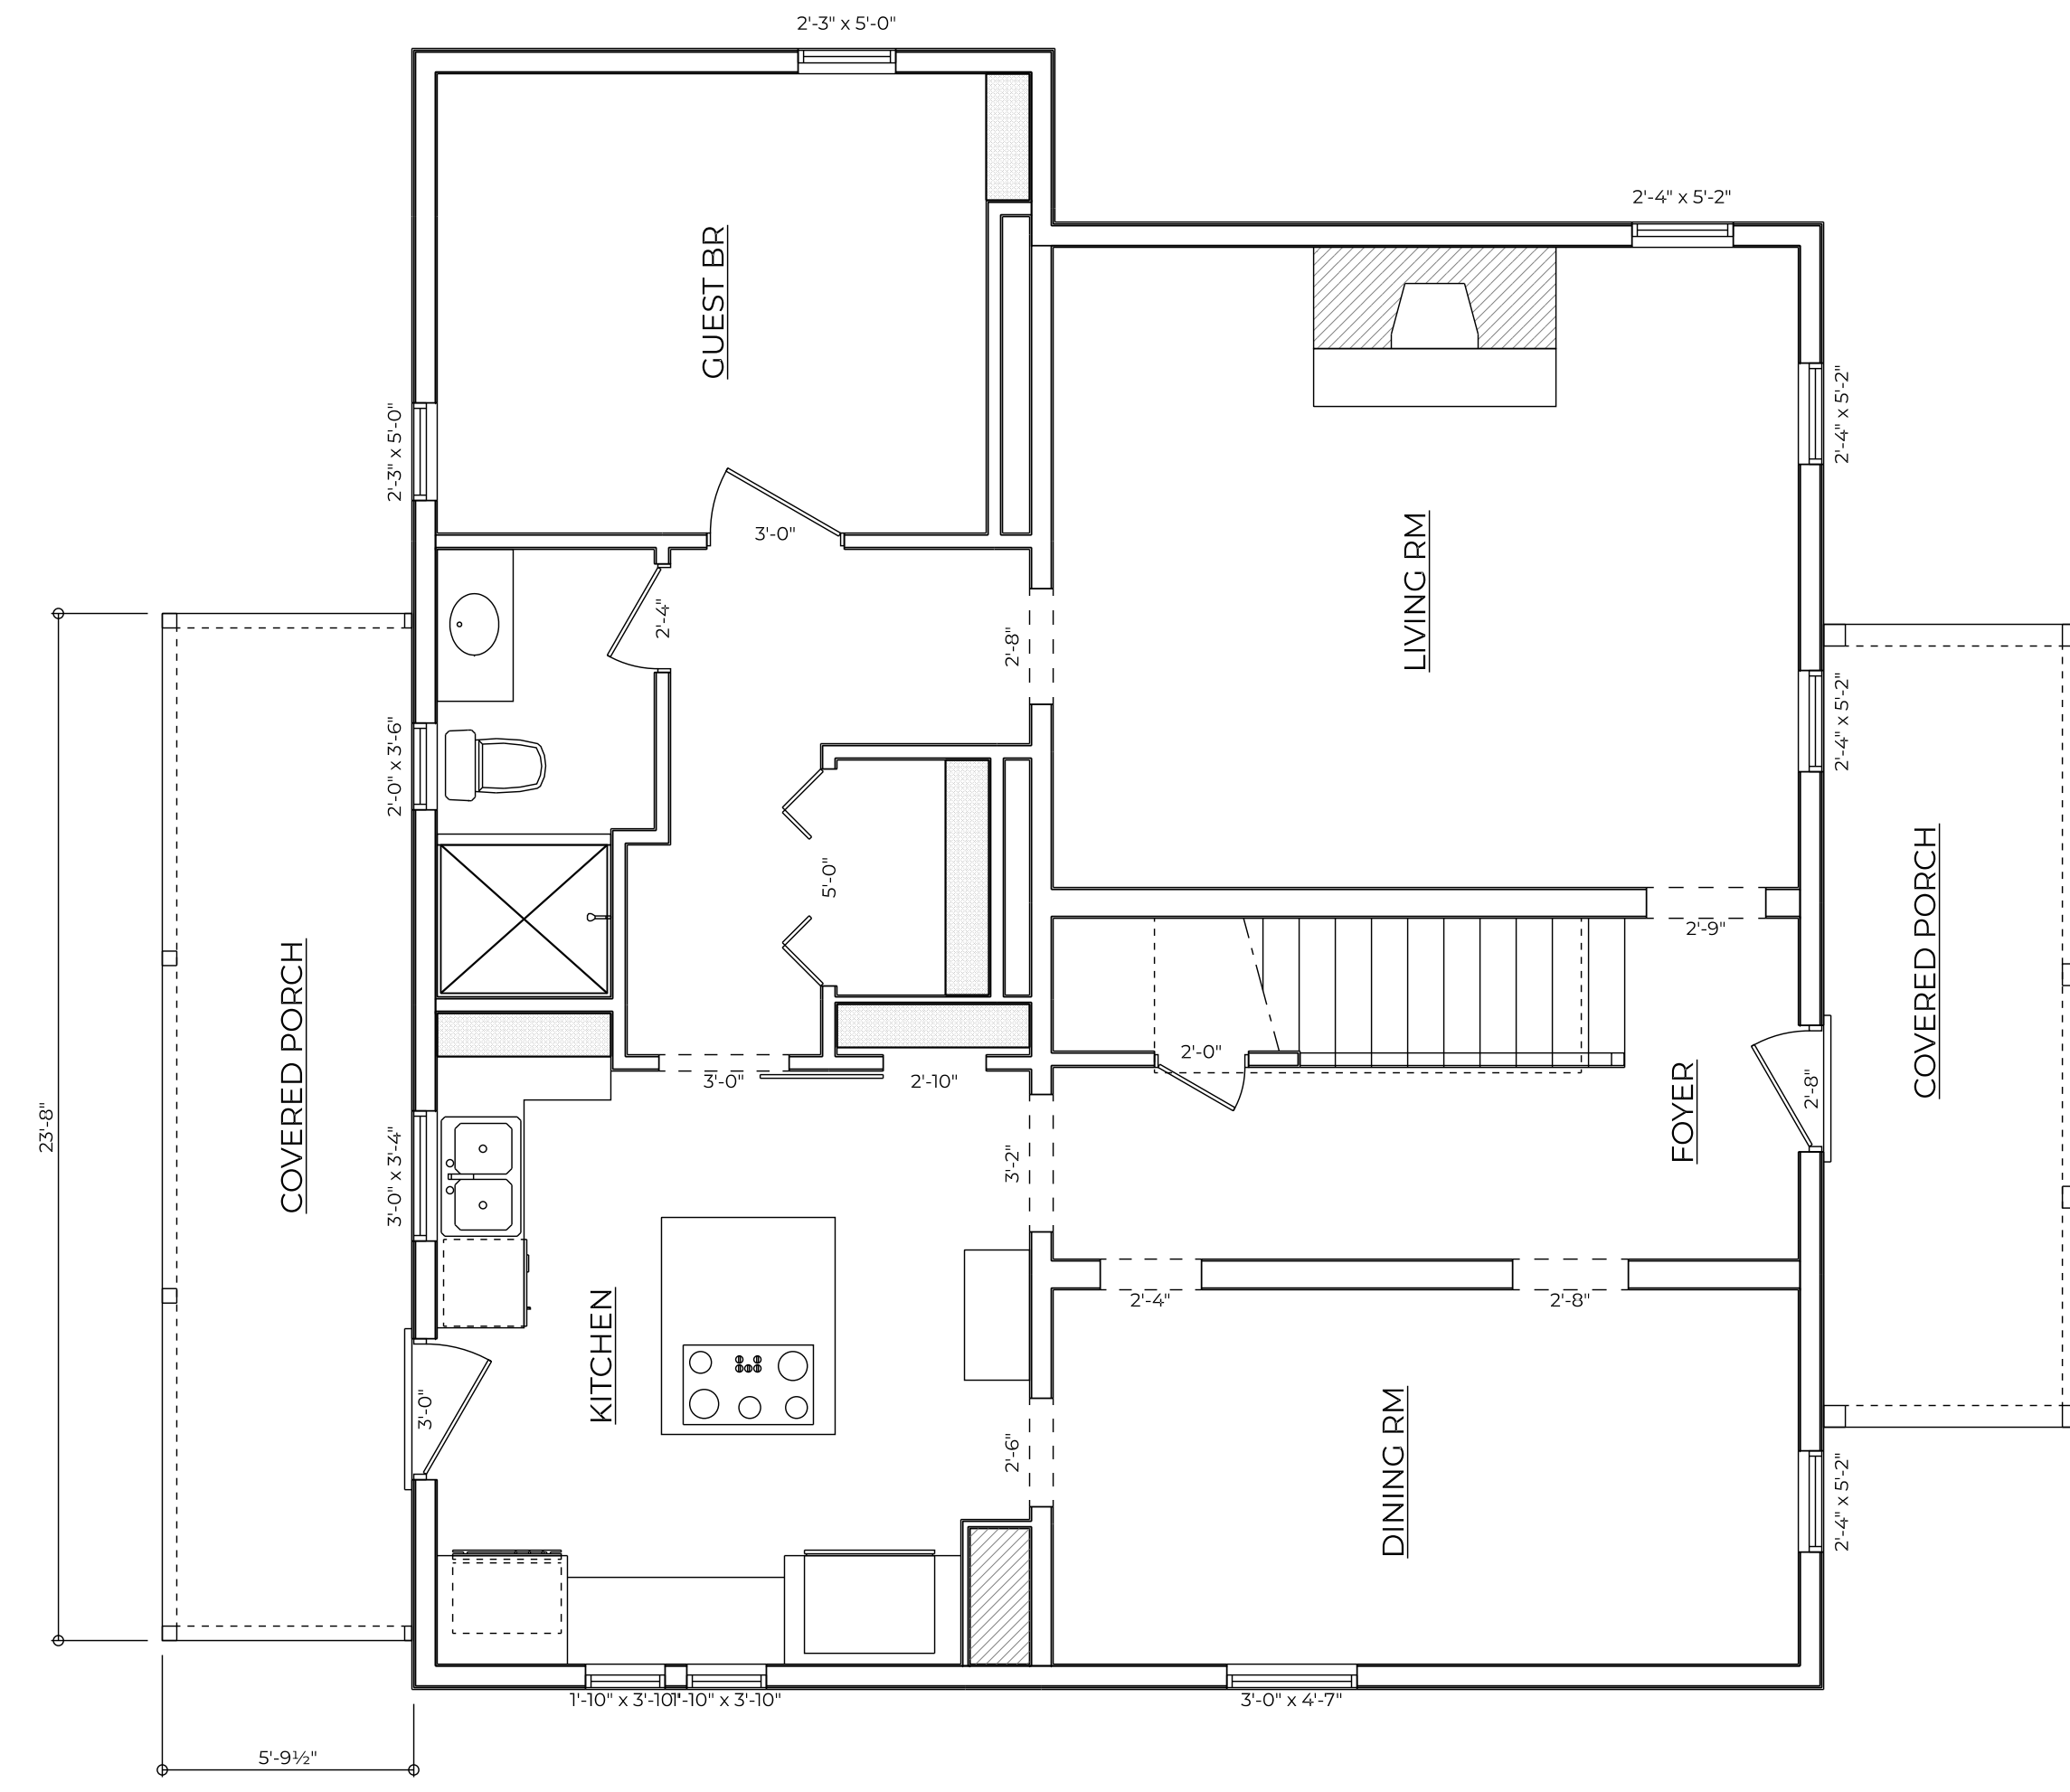 2'-3" x 5'-0"
2'-4" x 5'-2"
GUEST BR
2'-3" x 5'-0"
2'-4" x 5'-2"
3'-0"
LIVING RM
2'-4"
2'-8"
2'-0" x 3'-6"
2'-4" x 5'-2"
5'-0"
2'-9"
COVERED PORCH
COVERED PORCH
2'-0"
3'-0"
2'-10"
FOYER
2'-8"
23'-8"
3'-0" x 3'-4"
3'-2"
2'-4"
2'-8"
KITCHEN
3'-0"
2'-6"
DINING RM
2'-4" x 5'-2"
1'-10" x 3'-10"
1'-10" x 3'-10"
3'-0" x 4'-7"
5'-9½"